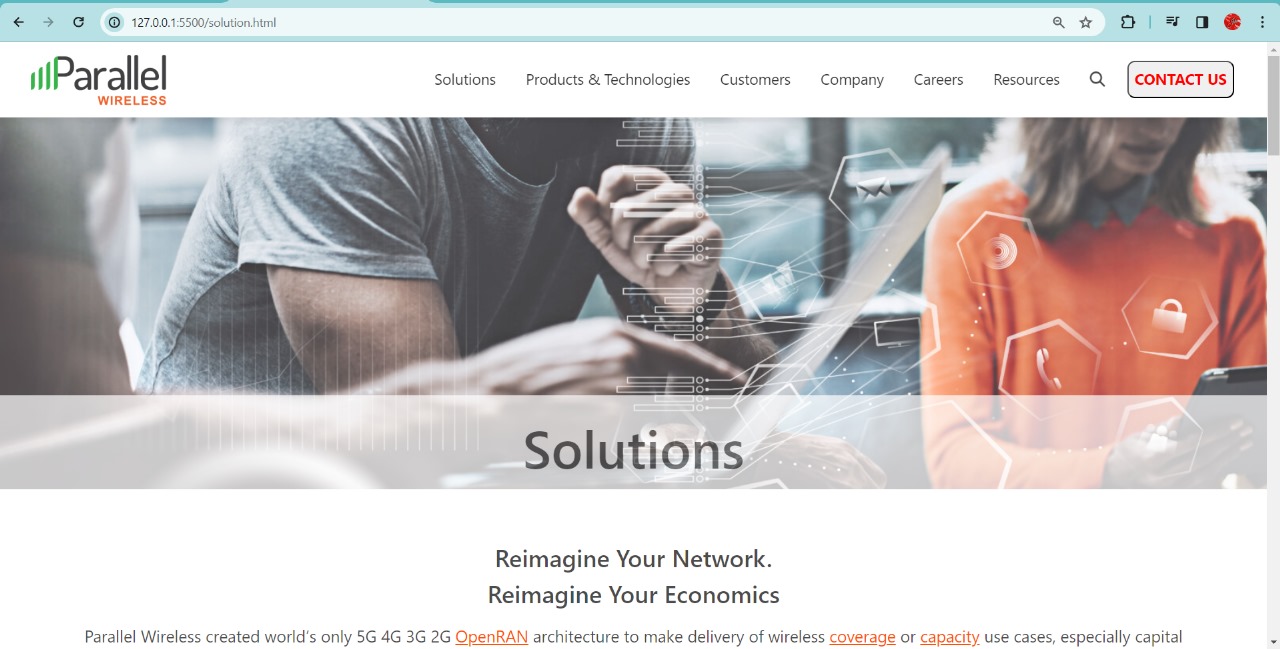 127.0.0.1:5500/solution.html
Parallel
WIRELESS
Solutions Products & Technologies Customers Company Careers Resources CONTACT US
Solutions
Reimagine Your Network.
Reimagine Your Economics
Parallel Wireless created world's only 5G 4G 3G 2G OpenRAN architecture to make delivery of wireless coverage or capacity use cases, especially capital